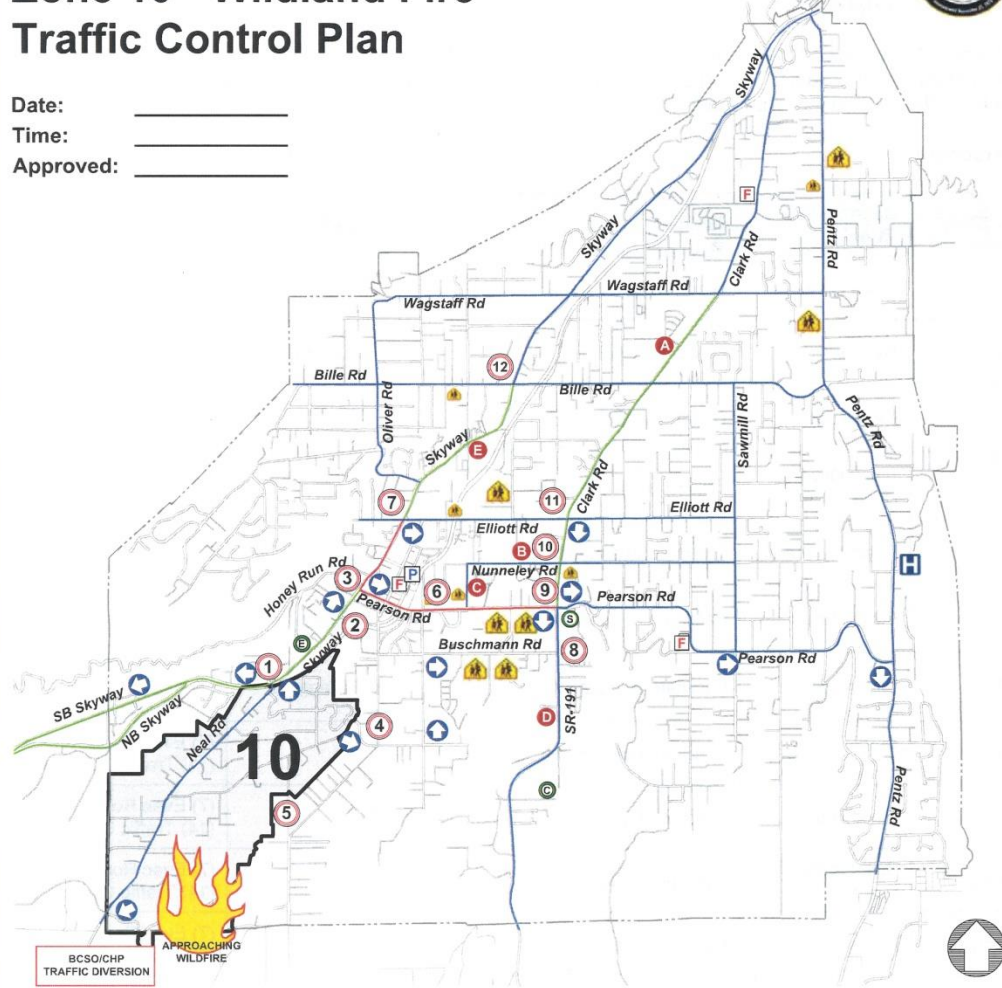 Traffic Control Plan
Date:
Time:
Approved:
Skyway
F
Pentz Rd
Skyway
Clark Rd
Wagstaff Rd
Wagstaff Rd
A
12
Bille Rd
Bille Rd
Oliver Rd
Pentz Rd
Sawmill Rd
Skyway
E
Clark Rd
7
11
Elliott Rd
Elliott Rd
10
B
Nunneley Rd
H
Honey Run Rd
3
F
P
C
6
9
Pearson Rd
Pearson Rd
2
S
E
Skyway
Buschmann Rd
8
F
Pearson Rd
1
SB Skyway
NB Skyway
Neal Rd
4
D
SR-191
10
C
Pentz Rd
5
APPROACHING
WILDFIRE
BCSO/CHP
TRAFFIC DIVERSION